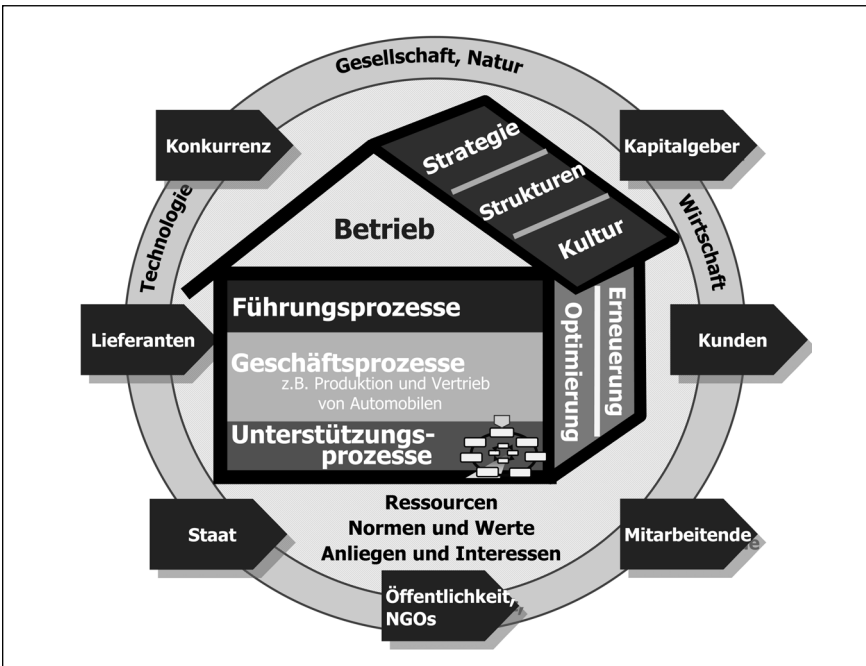 Gesellschaft, Natur
Konkurrenz
Kapitalgeber
Technologie
Wirtschaft
Strategie
Strukturen
Kultur
Betrieb
Führungsprozesse
Geschäftsprozesse
z.B. Produktion und Vertrieb
von Automobilen
Unterstützungs-
prozesse
Optimierung
Erneuerung
Lieferanten
Kunden
Ressourcen
Normen und Werte
Anliegen und Interessen
Staat
Mitarbeitende
Öffentlichkeit,
NGOs